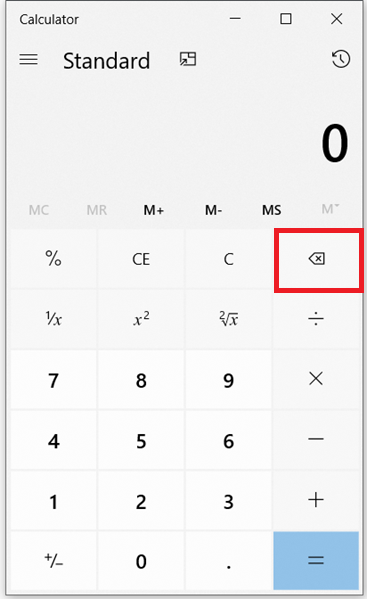 Calculator
Standard
0
MC MR M+ M- MS M˅
% CE C
¹/x x² ²√x ÷
7 8 9 ×
4 5 6 −
1 2 3 +
+/− 0 . =